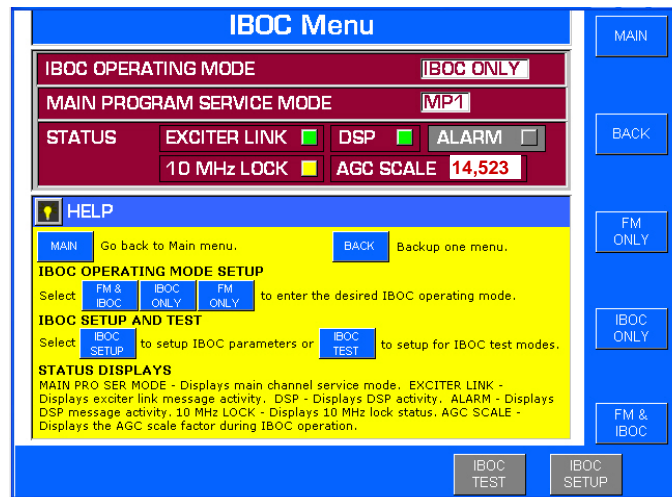 IBOC Menu
IBOC OPERATING MODE IBOC ONLY
MAIN PROGRAM SERVICE MODE MP1
STATUS EXCITER LINK DSP ALARM
10 MHz LOCK AGC SCALE 14,523
HELP
MAIN Go back to Main menu. BACK Backup one menu.
IBOC OPERATING MODE SETUP
Select FM & IBOC IBOC ONLY FM ONLY to enter the desired IBOC operating mode.
IBOC SETUP AND TEST
Select IBOC SETUP to setup IBOC parameters or IBOC TEST to setup for IBOC test modes.
STATUS DISPLAYS
MAIN PRO SER MODE - Displays main channel service mode. EXCITER LINK -
Displays exciter link message activity. DSP - Displays DSP activity. ALARM - Displays
DSP message activity. 10 MHz LOCK - Displays 10 MHz lock status. AGC SCALE -
Displays the AGC scale factor during IBOC operation.
MAIN
BACK
FM
ONLY
IBOC
ONLY
FM &
IBOC
IBOC
TEST
IBOC
SETUP